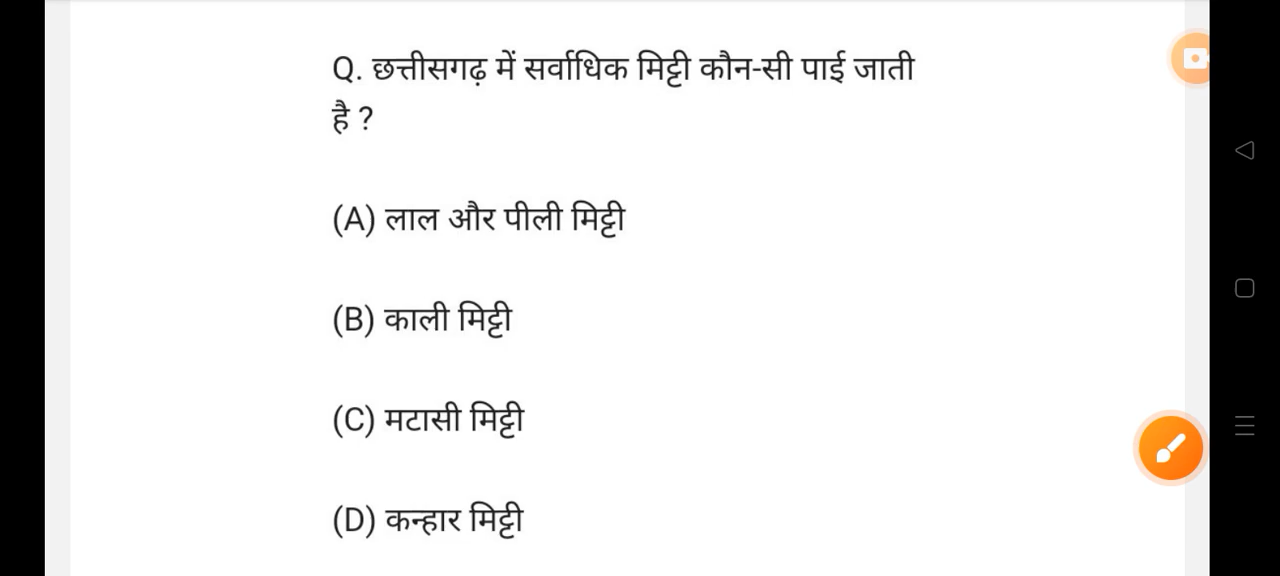 Q. छत्तीसगढ़ में सर्वाधिक मिट्टी कौन-सी पाई जाती
है ?
(A) लाल और पीली मिट्टी
(B) काली मिट्टी
(C) मटासी मिट्टी
(D) कन्हार मिट्टी